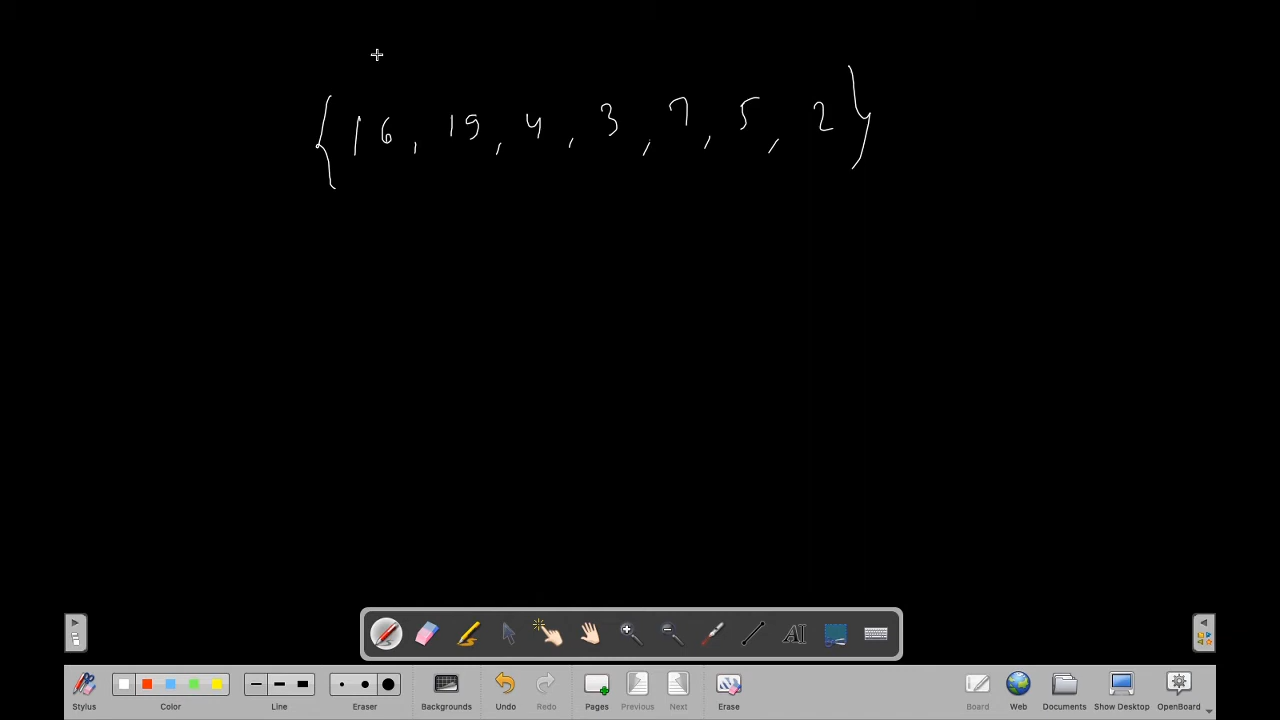 {16, 19, 4, 3, 7, 5, 2}
Stylus Color Line Eraser Backgrounds Undo Redo Pages Previous Next Erase Board Web Documents Show Desktop OpenBoard